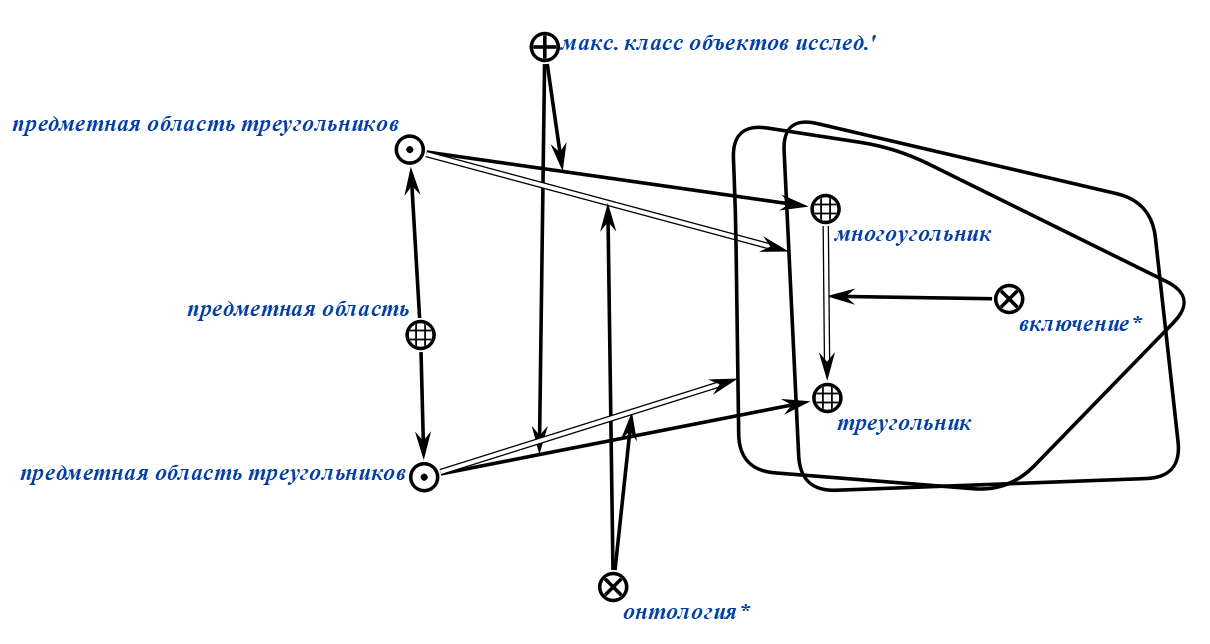 макс. класс объектов исслед.'
предметная область треугольников
многоугольник
предметная область
включение*
треугольник
предметная область треугольников
онтология*